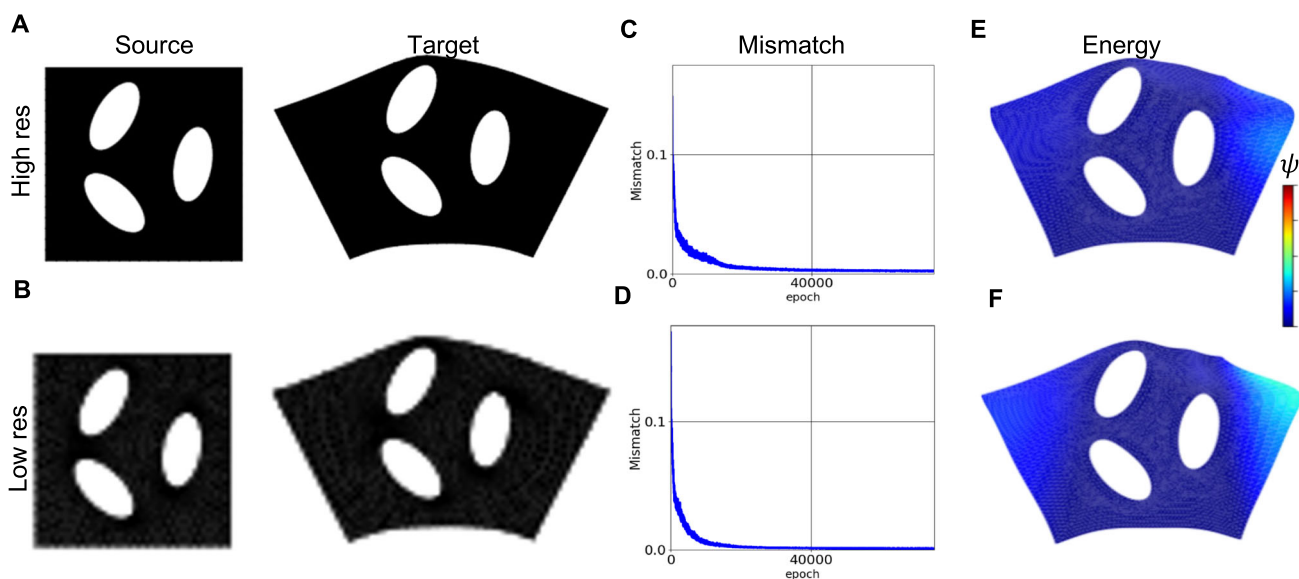 A
Source
Target
High res
C
Mismatch
Mismatch
0.1
0.0
0
40000
epoch
E
Energy
ψ
B
Low res
D
Mismatch
0.1
0.0
0
40000
epoch
F